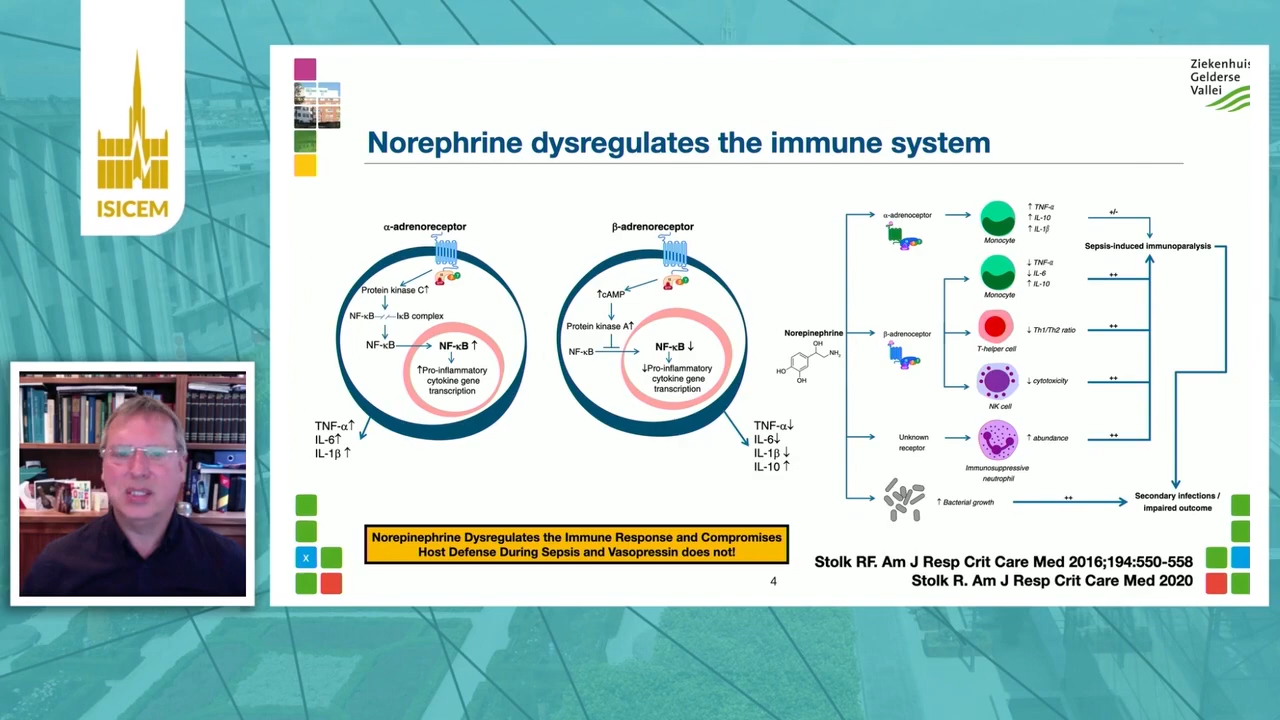 ISICEM
Ziekenhuis
Gelderse
Vallei
Norephrine dysregulates the immune system
α-adrenoreceptor
Protein kinase C↑
NF-κB
IκB complex
NF-κB
NF-κB ↑
↑Pro-inflammatory
cytokine gene
transcription
TNF-α↑
IL-6↑
IL-1β ↑
β-adrenoreceptor
↑cAMP
Protein kinase A↑
NF-κB
NF-κB ↓
↓Pro-inflammatory
cytokine gene
transcription
TNF-α↓
IL-6↓
IL-1β ↓
IL-10 ↑
Norepinephrine
OH
NH₂
HO
OH
α-adrenoceptor
Monocyte
↑ TNF-α
↑ IL-10
↑ IL-1β
+/-
Sepsis-induced immunoparalysis
β-adrenoceptor
Monocyte
↓ TNF-α
↓ IL-6
↑ IL-10
++
T-helper cell
↓ Th1/Th2 ratio
++
NK cell
↓ cytotoxicity
++
Unknown
receptor
Immunosuppressive
neutrophil
↑ abundance
++
↑ Bacterial growth
++
Secondary infections /
impaired outcome
x
Norepinephrine Dysregulates the Immune Response and Compromises
Host Defense During Sepsis and Vasopressin does not!
4
Stolk RF. Am J Resp Crit Care Med 2016;194:550-558
Stolk R. Am J Resp Crit Care Med 2020